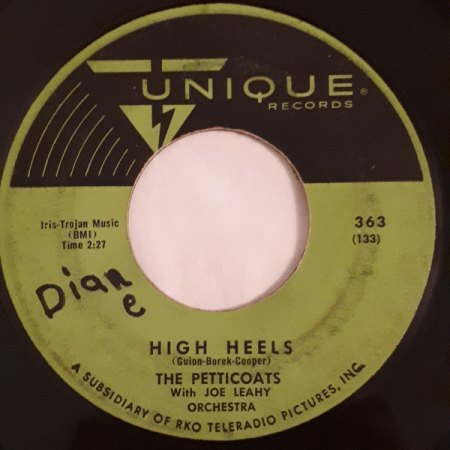 UNIQUE®
RECORDS
Iris-Trojan Music
(BMI)
Time 2:27
363
(133)
Dian
e
HIGH HEELS
(Guion-Borek-Cooper)
THE PETTICOATS
With JOE LEAHY
ORCHESTRA
A SUBSIDIARY OF RKO TELERADIO PICTURES, INC.